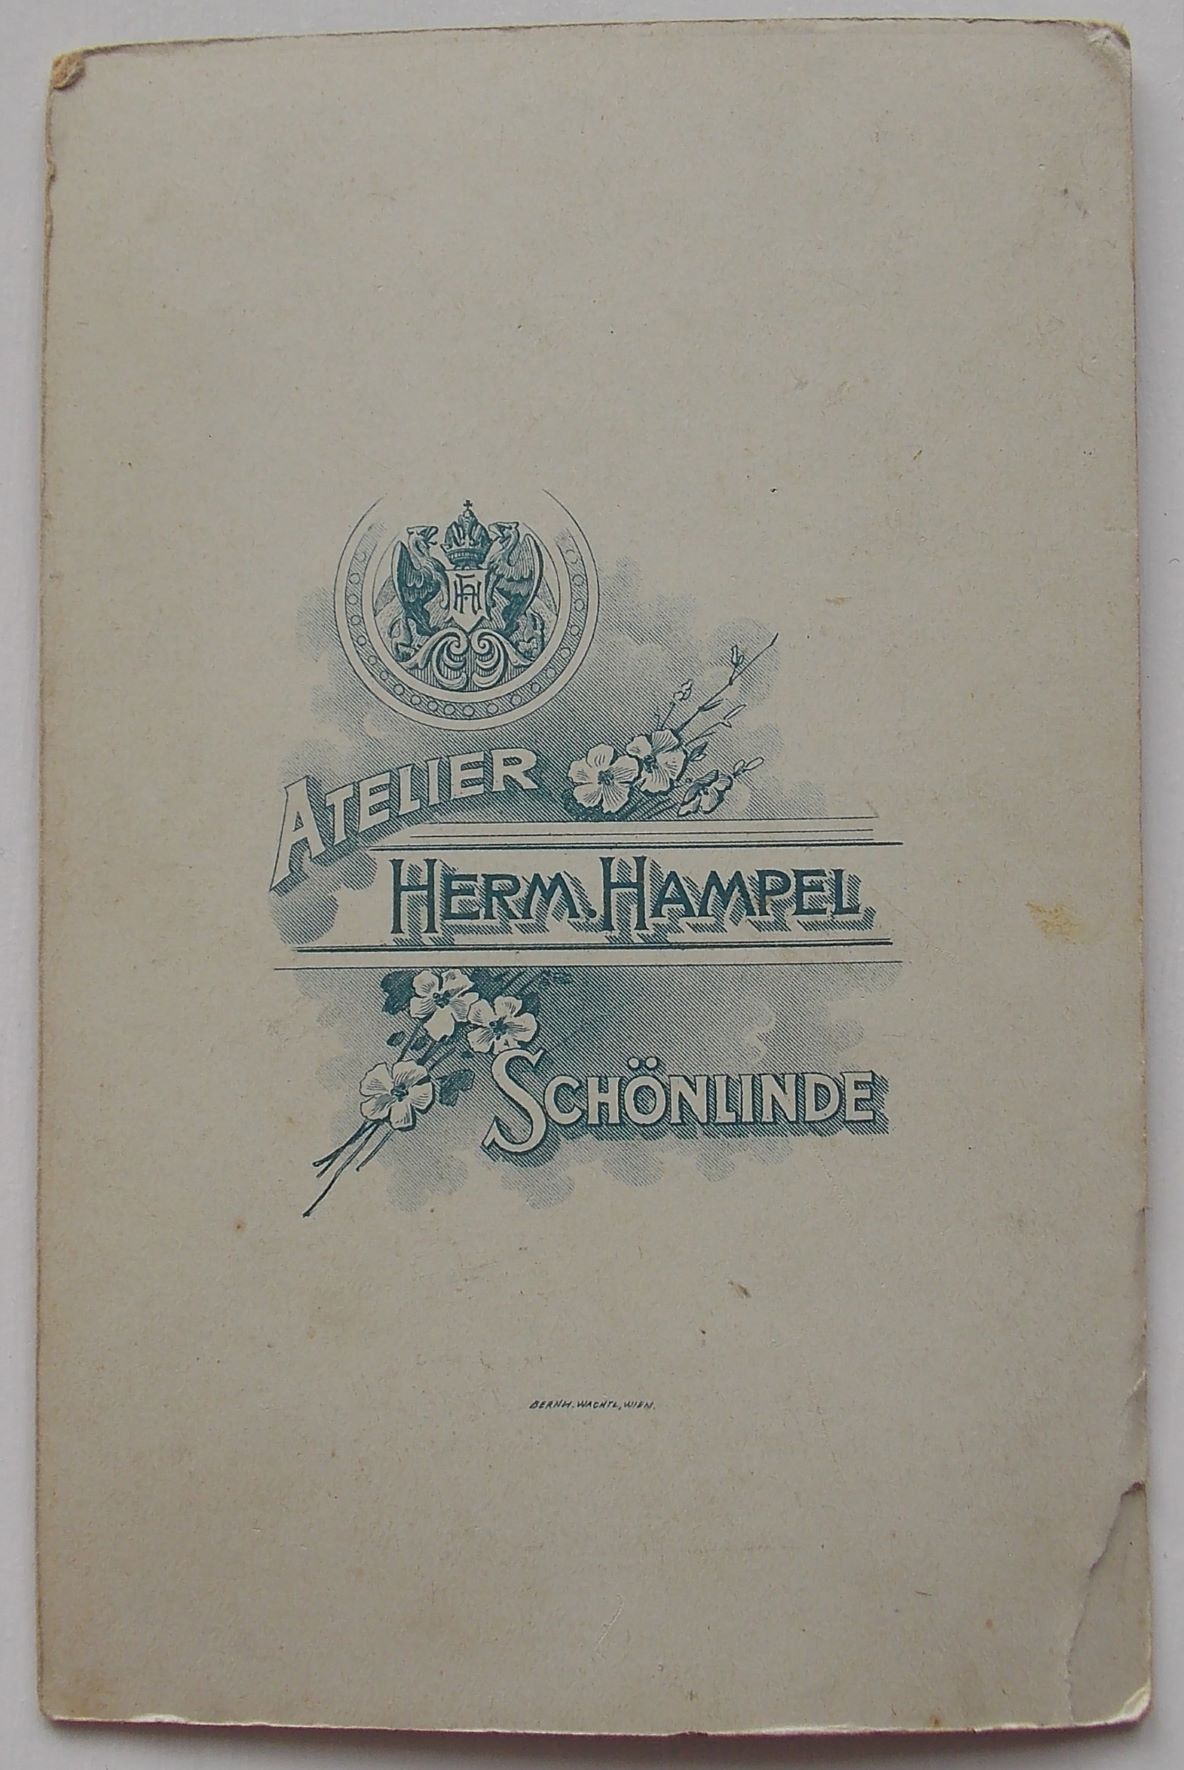 ATELIER
HERM. HAMPEL
SCHÖNLINDE
BERNH. WACHTL, WIEN.